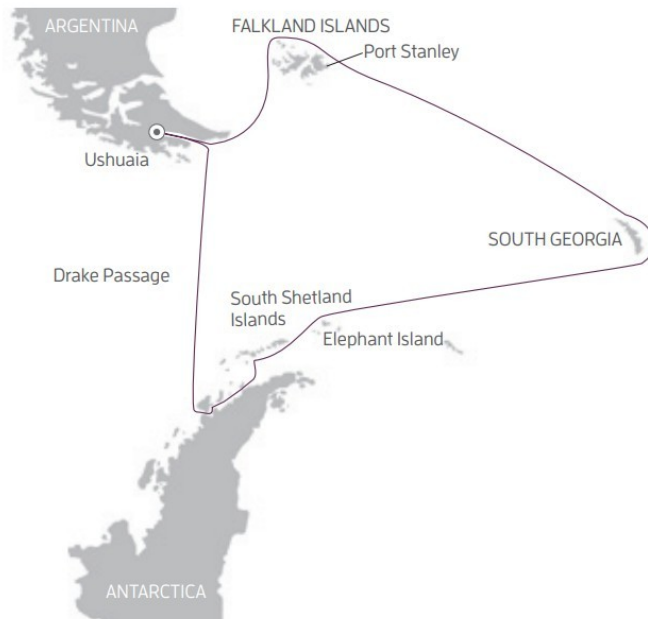 ARGENTINA
FALKLAND ISLANDS
Port Stanley
Ushuaia
SOUTH GEORGIA
Drake Passage
South Shetland
Islands
Elephant Island
ANTARCTICA